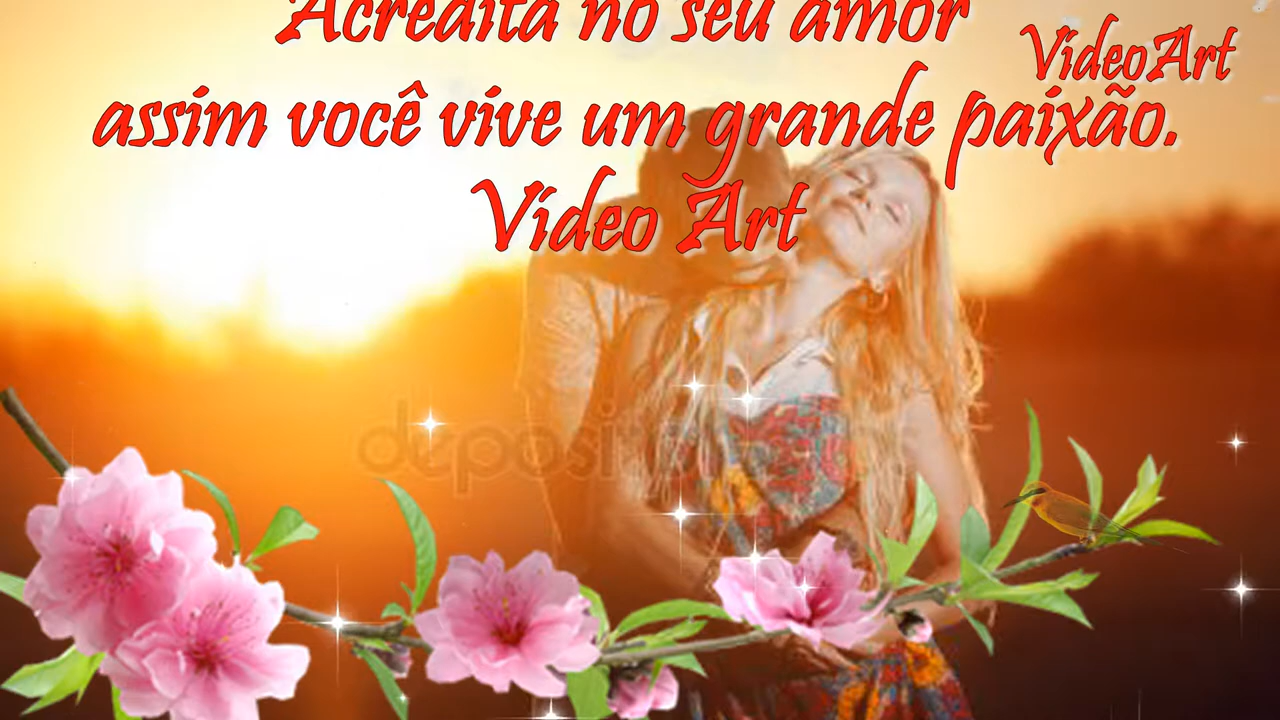 Acredita no seu amor
VideoArt
assim você vive um grande paixão.
Video Art